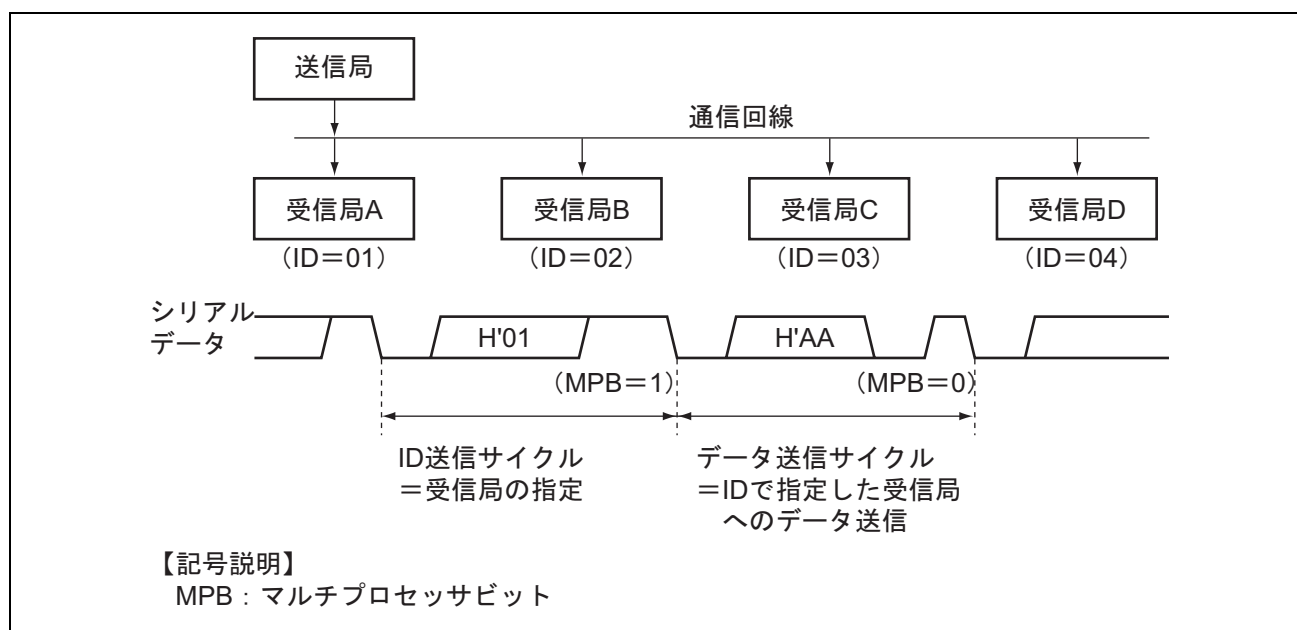 送信局
通信回線
受信局A
受信局B
受信局C
受信局D
（ID＝01）
（ID＝02）
（ID＝03）
（ID＝04）
シリアル
データ
H'01
H'AA
（MPB＝1）
（MPB＝0）
ID送信サイクル
＝受信局の指定
データ送信サイクル
＝IDで指定した受信局
へのデータ送信
【記号説明】
MPB：マルチプロセッサビット